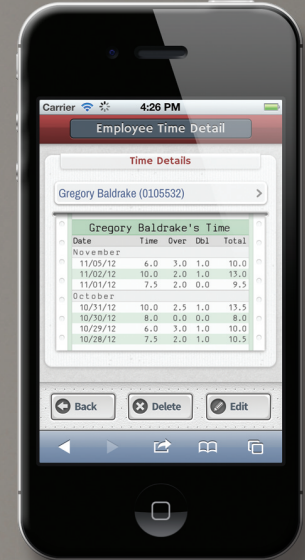 Carrier 4:26 PM
Employee Time Detail
Time Details
Gregory Baldrake (0105532)
Gregory Baldrake's Time
Date Time Over Dbl Total
November
11/05/12 6.0 3.0 1.0 10.0
11/02/12 10.0 2.0 1.0 13.0
11/01/12 7.5 2.0 0.0 9.5
October
10/31/12 10.0 2.5 1.0 13.5
10/30/12 8.0 0.0 0.0 8.0
10/29/12 6.0 3.0 1.0 10.0
10/28/12 7.5 2.0 1.0 10.5
Back Delete Edit